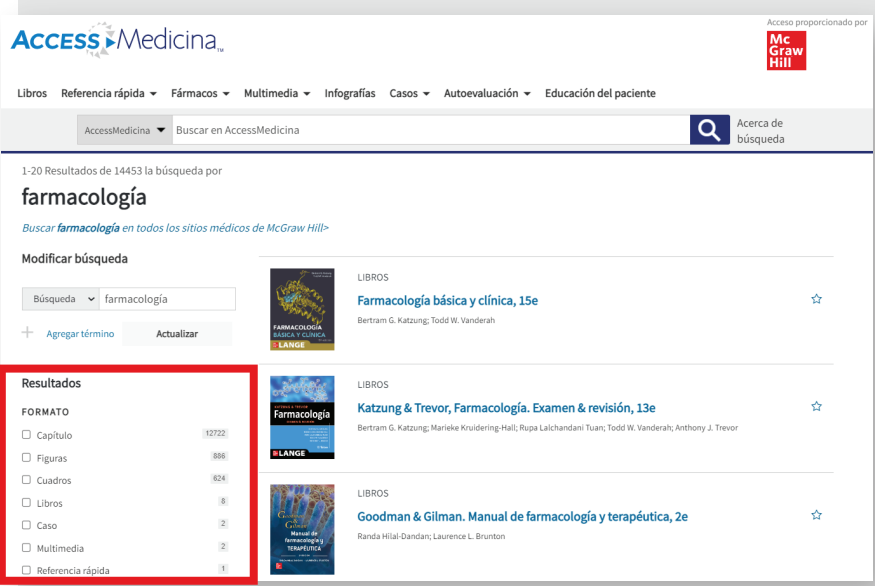 Acceso proporcionado por
ACCESS Medicina™
Mc
Graw
Hill
Libros Referencia rápida Fármacos Multimedia Infografías Casos Autoevaluación Educación del paciente
AccessMedicina Buscar en AccessMedicina
Acerca de
búsqueda
1-20 Resultados de 14453 la búsqueda por
farmacología
Buscar farmacología en todos los sitios médicos de McGraw Hill>
Modificar búsqueda
Búsqueda farmacología
Agregar término Actualizar
Resultados
FORMATO
Capítulo 12722
Figuras 886
Cuadros 624
Libros 8
Caso 2
Multimedia 2
Referencia rápida 1
FARMACOLOGÍA
BÁSICA Y CLÍNICA
LANGE
LIBROS
Farmacología básica y clínica, 15e
Bertram G. Katzung; Todd W. Vanderah
Farmacología
LANGE
LIBROS
Katzung & Trevor, Farmacología. Examen & revisión, 13e
Bertram G. Katzung; Marieke Kruidering-Hall; Rupa Lalchandani Tuan; Todd W. Vanderah; Anthony J. Trevor
Goodman &
Gilman
Manual de
farmacología y
TERAPÉUTICA
LIBROS
Goodman & Gilman. Manual de farmacología y terapéutica, 2e
Randa Hilal-Dandan; Laurence L. Brunton